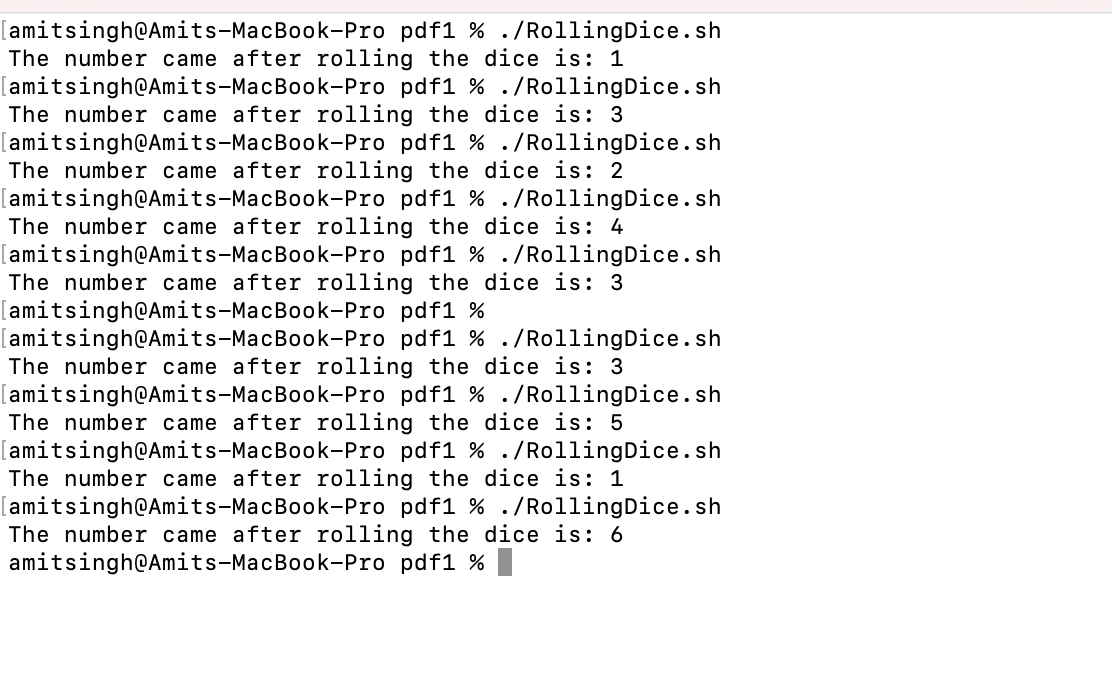 [amitsingh@Amits-MacBook-Pro pdf1 % ./RollingDice.sh
The number came after rolling the dice is: 1
[amitsingh@Amits-MacBook-Pro pdf1 % ./RollingDice.sh
The number came after rolling the dice is: 3
[amitsingh@Amits-MacBook-Pro pdf1 % ./RollingDice.sh
The number came after rolling the dice is: 2
[amitsingh@Amits-MacBook-Pro pdf1 % ./RollingDice.sh
The number came after rolling the dice is: 4
[amitsingh@Amits-MacBook-Pro pdf1 % ./RollingDice.sh
The number came after rolling the dice is: 3
[amitsingh@Amits-MacBook-Pro pdf1 %
[amitsingh@Amits-MacBook-Pro pdf1 % ./RollingDice.sh
The number came after rolling the dice is: 3
[amitsingh@Amits-MacBook-Pro pdf1 % ./RollingDice.sh
The number came after rolling the dice is: 5
[amitsingh@Amits-MacBook-Pro pdf1 % ./RollingDice.sh
The number came after rolling the dice is: 1
[amitsingh@Amits-MacBook-Pro pdf1 % ./RollingDice.sh
The number came after rolling the dice is: 6
amitsingh@Amits-MacBook-Pro pdf1 %